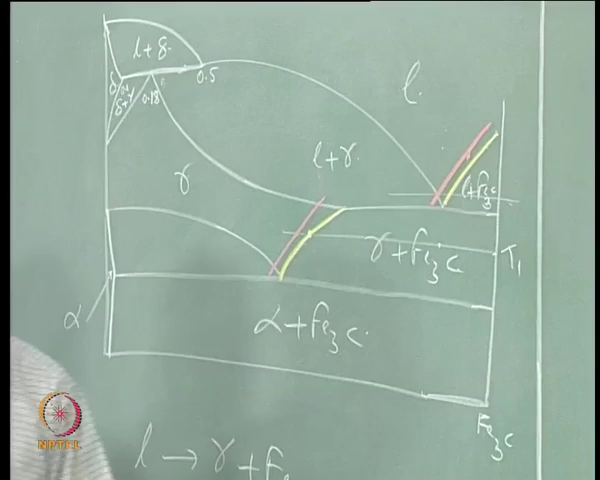 l+δ
δ
δ+γ
0.1
0.18
0.5
l
l+γ
l+Fe3C
γ
γ+Fe3C
T1
α
α+Fe3C
Fe3C
l → γ + Fe
NPTEL